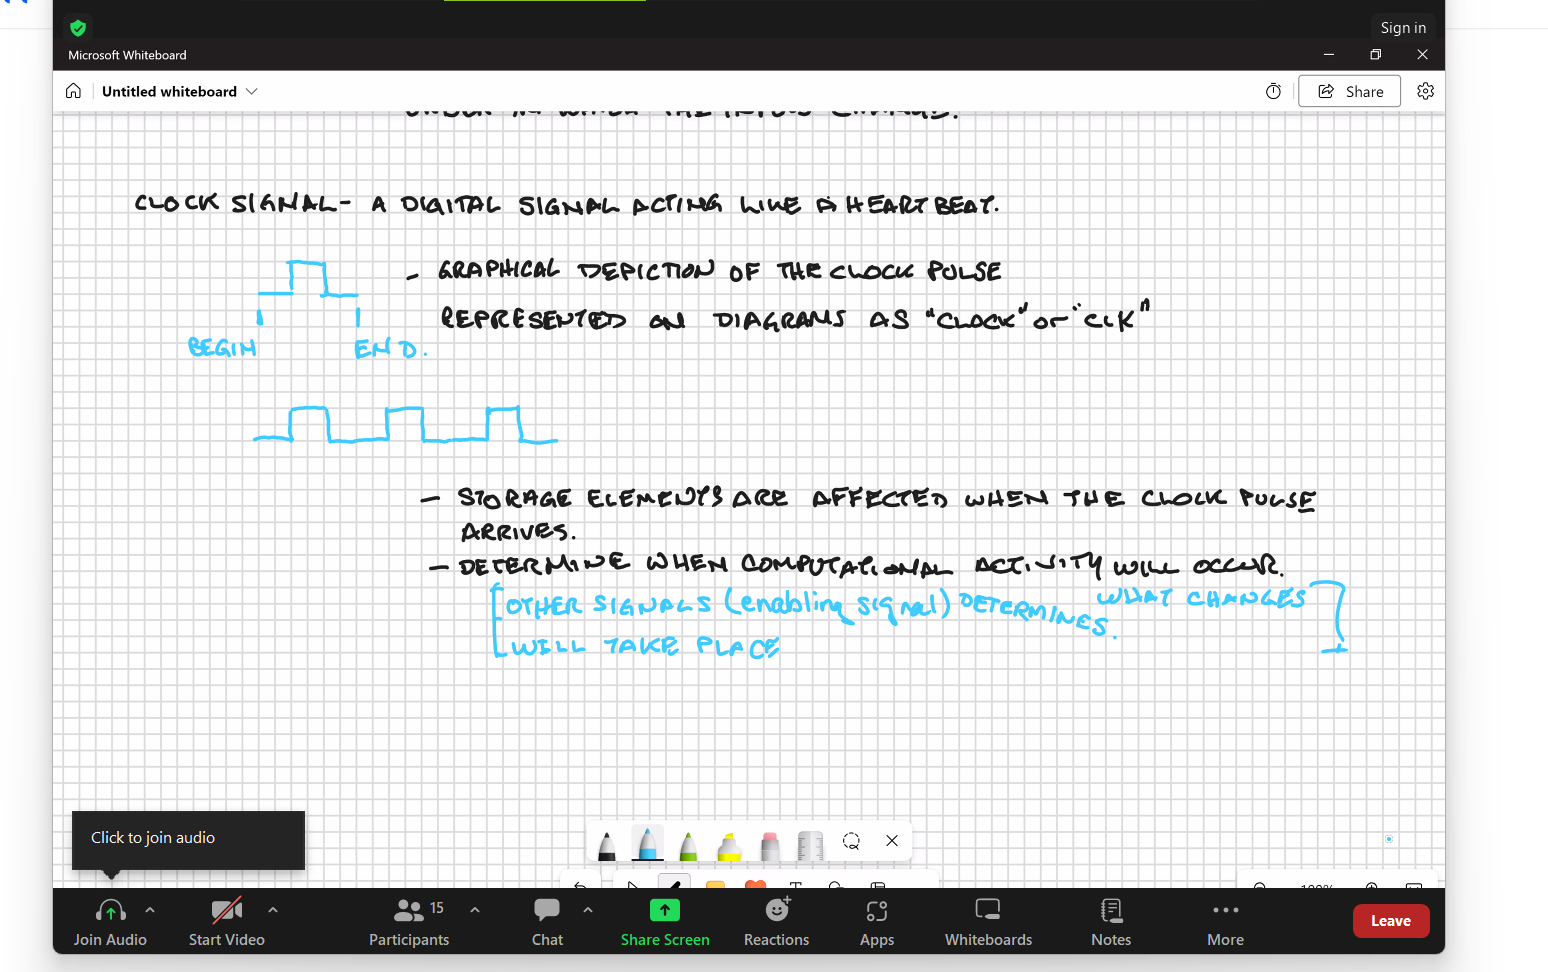 Sign in
Microsoft Whiteboard
Untitled whiteboard
Share
CLOCK SIGNAL - A DIGITAL SIGNAL ACTING LIKE A HEART BEAT.
- GRAPHICAL DEPICTION OF THE CLOCK PULSE
REPRESENTED ON DIAGRAMS AS "CLOCK" or "CLK"
BEGIN END.
- STORAGE ELEMENTS ARE AFFECTED WHEN THE CLOCK PULSE
ARRIVES.
- DETERMINE WHEN COMPUTATIONAL ACTIVITY WILL OCCUR.
[OTHER SIGNALS (enabling signal) DETERMINES. WHAT CHANGES
WILL TAKE PLACE]
Click to join audio
15
Join Audio Start Video Participants Chat Share Screen Reactions Apps Whiteboards Notes More Leave